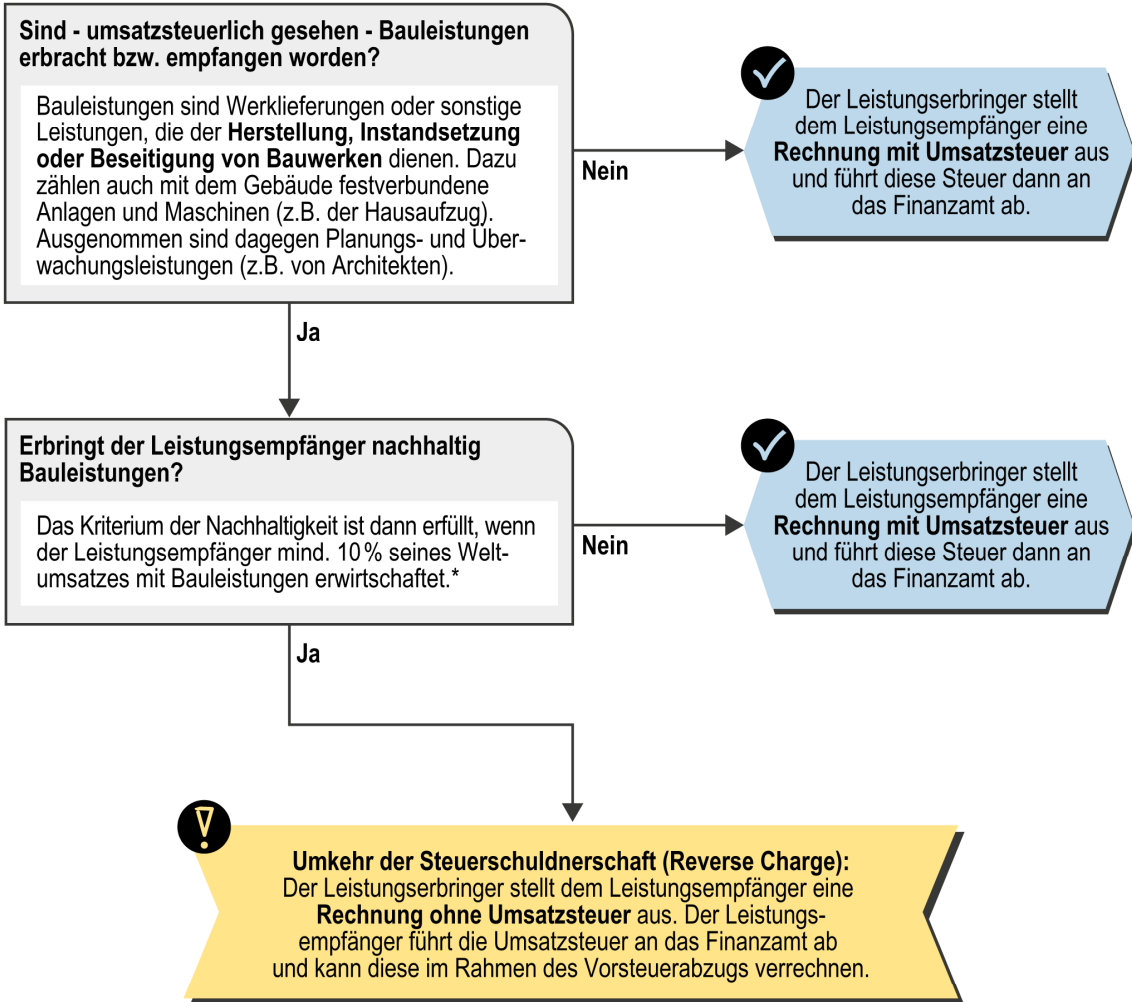 Sind - umsatzsteuerlich gesehen - Bauleistungen
erbracht bzw. empfangen worden?
Bauleistungen sind Werklieferungen oder sonstige
Leistungen, die der Herstellung, Instandsetzung
oder Beseitigung von Bauwerken dienen. Dazu
zählen auch mit dem Gebäude festverbundene
Anlagen und Maschinen (z.B. der Hausaufzug).
Ausgenommen sind dagegen Planungs- und Über-
wachungsleistungen (z.B. von Architekten).
Nein
Der Leistungserbringer stellt
dem Leistungsempfänger eine
Rechnung mit Umsatzsteuer aus
und führt diese Steuer dann an
das Finanzamt ab.
Ja
Erbringt der Leistungsempfänger nachhaltig
Bauleistungen?
Das Kriterium der Nachhaltigkeit ist dann erfüllt, wenn
der Leistungsempfänger mind. 10 % seines Welt-
umsatzes mit Bauleistungen erwirtschaftet.*
Nein
Der Leistungserbringer stellt
dem Leistungsempfänger eine
Rechnung mit Umsatzsteuer aus
und führt diese Steuer dann an
das Finanzamt ab.
Ja
Umkehr der Steuerschuldnerschaft (Reverse Charge):
Der Leistungserbringer stellt dem Leistungsempfänger eine
Rechnung ohne Umsatzsteuer aus. Der Leistungs-
empfänger führt die Umsatzsteuer an das Finanzamt ab
und kann diese im Rahmen des Vorsteuerabzugs verrechnen.